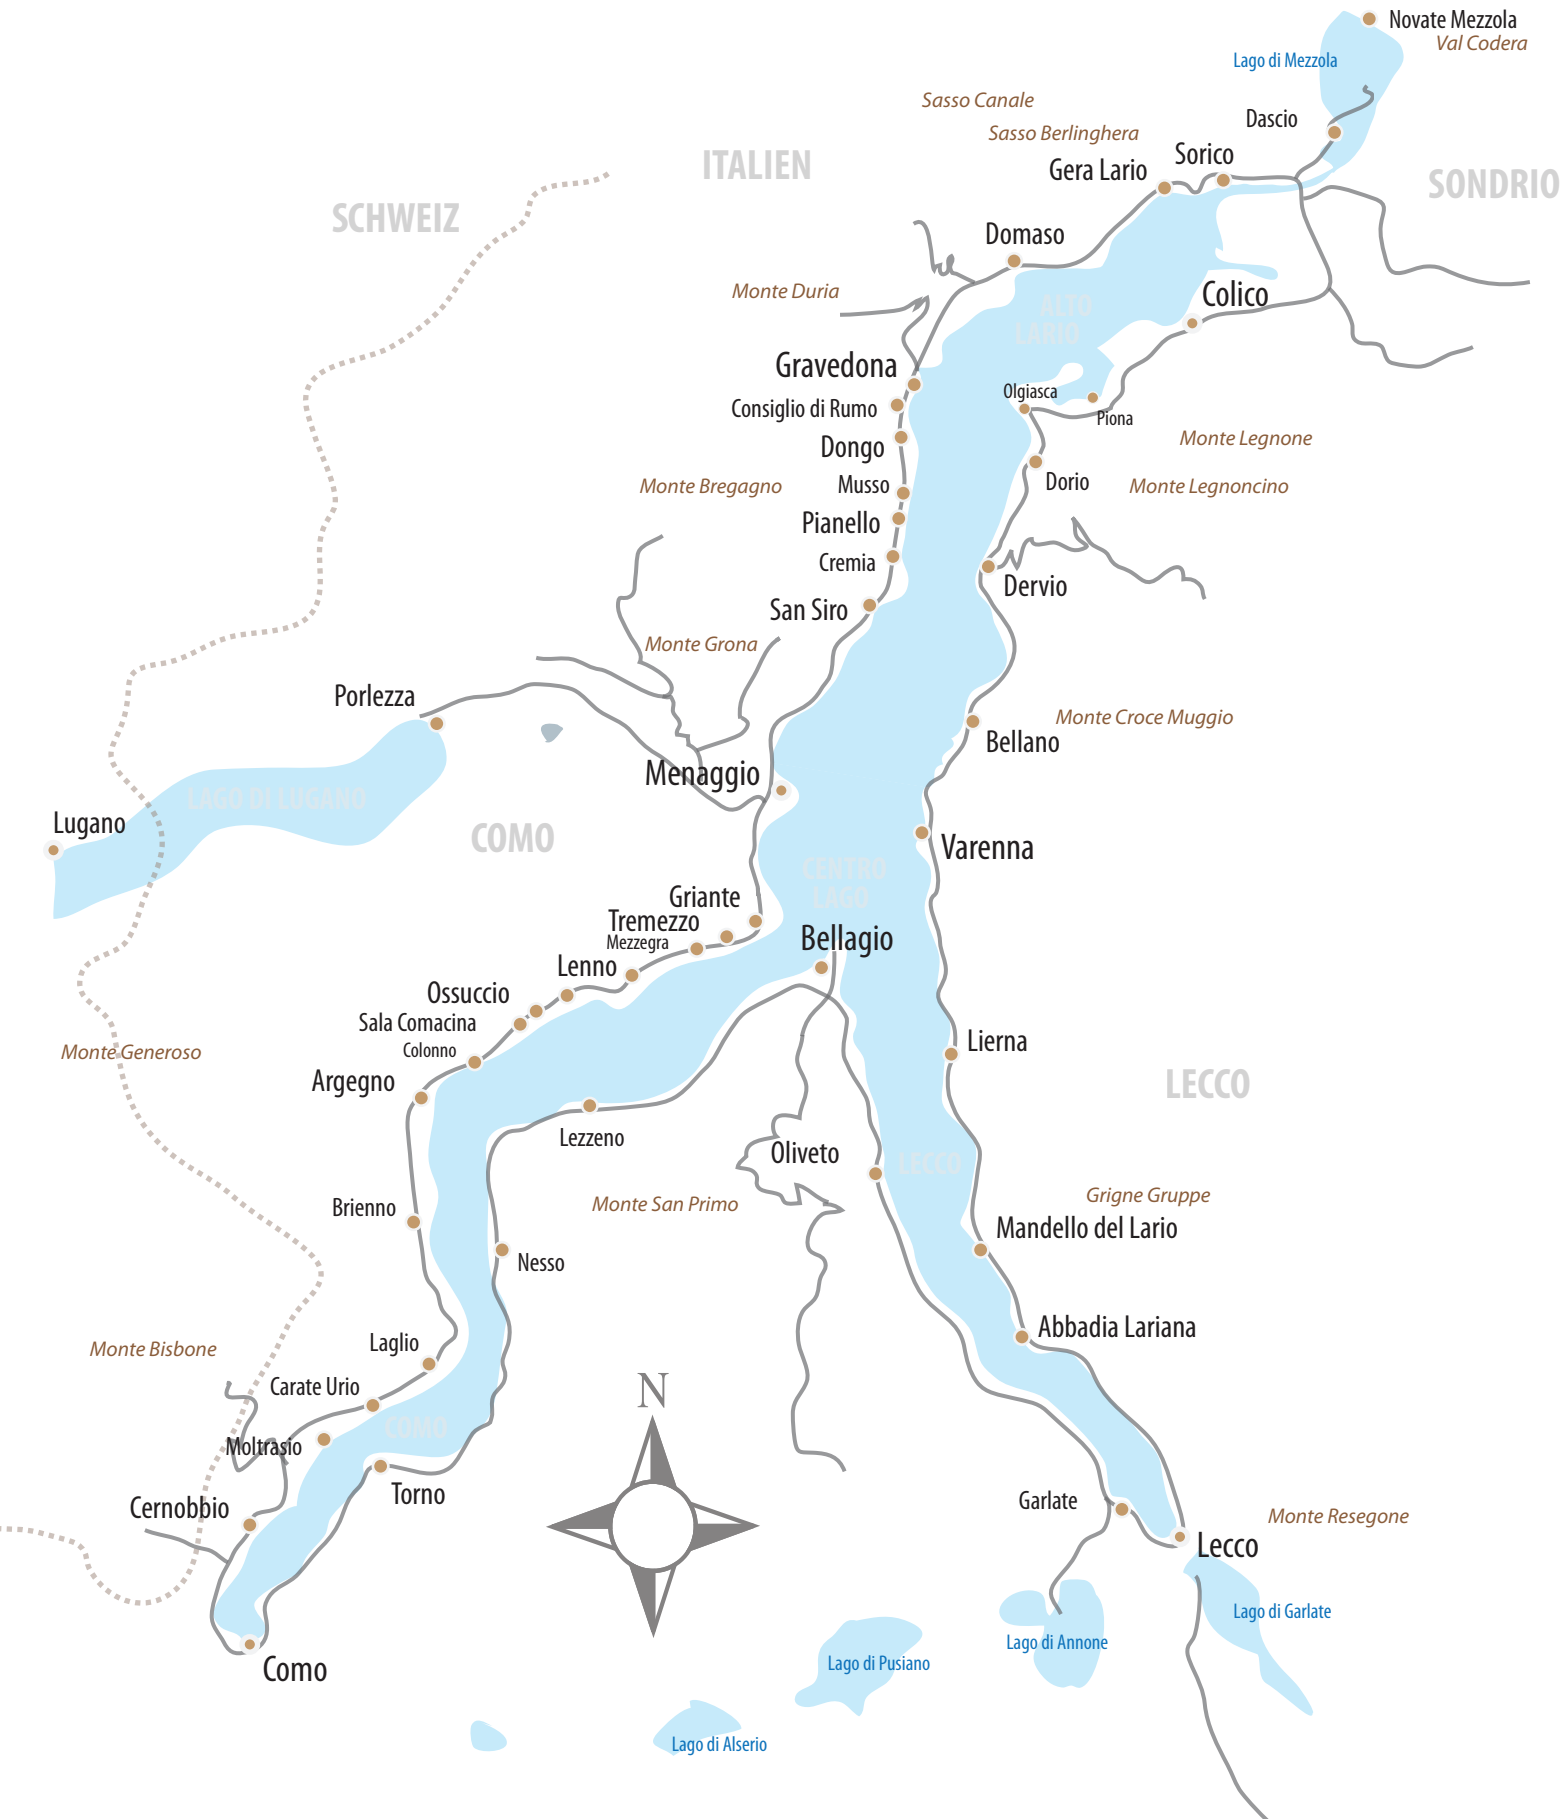 Novate Mezzola
Val Codera
Lago di Mezzola
Sasso Canale
Dascio
Sasso Berlinghera
Sorico
ITALIEN
Gera Lario
SONDRIO
SCHWEIZ
Domaso
Monte Duria
Colico
ALTO
LARIO
Gravedona
Olgiasca
Consiglio di Rumo
Piona
Monte Legnone
Dongo
Dorio
Musso
Monte Bregagno
Monte Legnoncino
Pianello
Cremia
Dervio
San Siro
Monte Grona
Porlezza
Monte Croce Muggio
Bellano
Menaggio
LAGO DI LUGANO
Lugano
COMO
Varenna
CENTRO
LAGO
Griante
Tremezzo
Mezzegra
Bellagio
Lenno
Ossuccio
Sala Comacina
Lierna
Colonno
Monte Generoso
Argegno
LECCO
Lezzeno
Oliveto
LECCO
Grigne Gruppe
Monte San Primo
Brienno
Mandello del Lario
Nesso
Abbadia Lariana
Laglio
Monte Bisbone
Carate Urio
N
COMO
Moltrasio
Torno
Garlate
Cernobbio
Monte Resegone
Lecco
Lago di Garlate
Lago di Annone
Lago di Pusiano
Como
Lago di Alserio